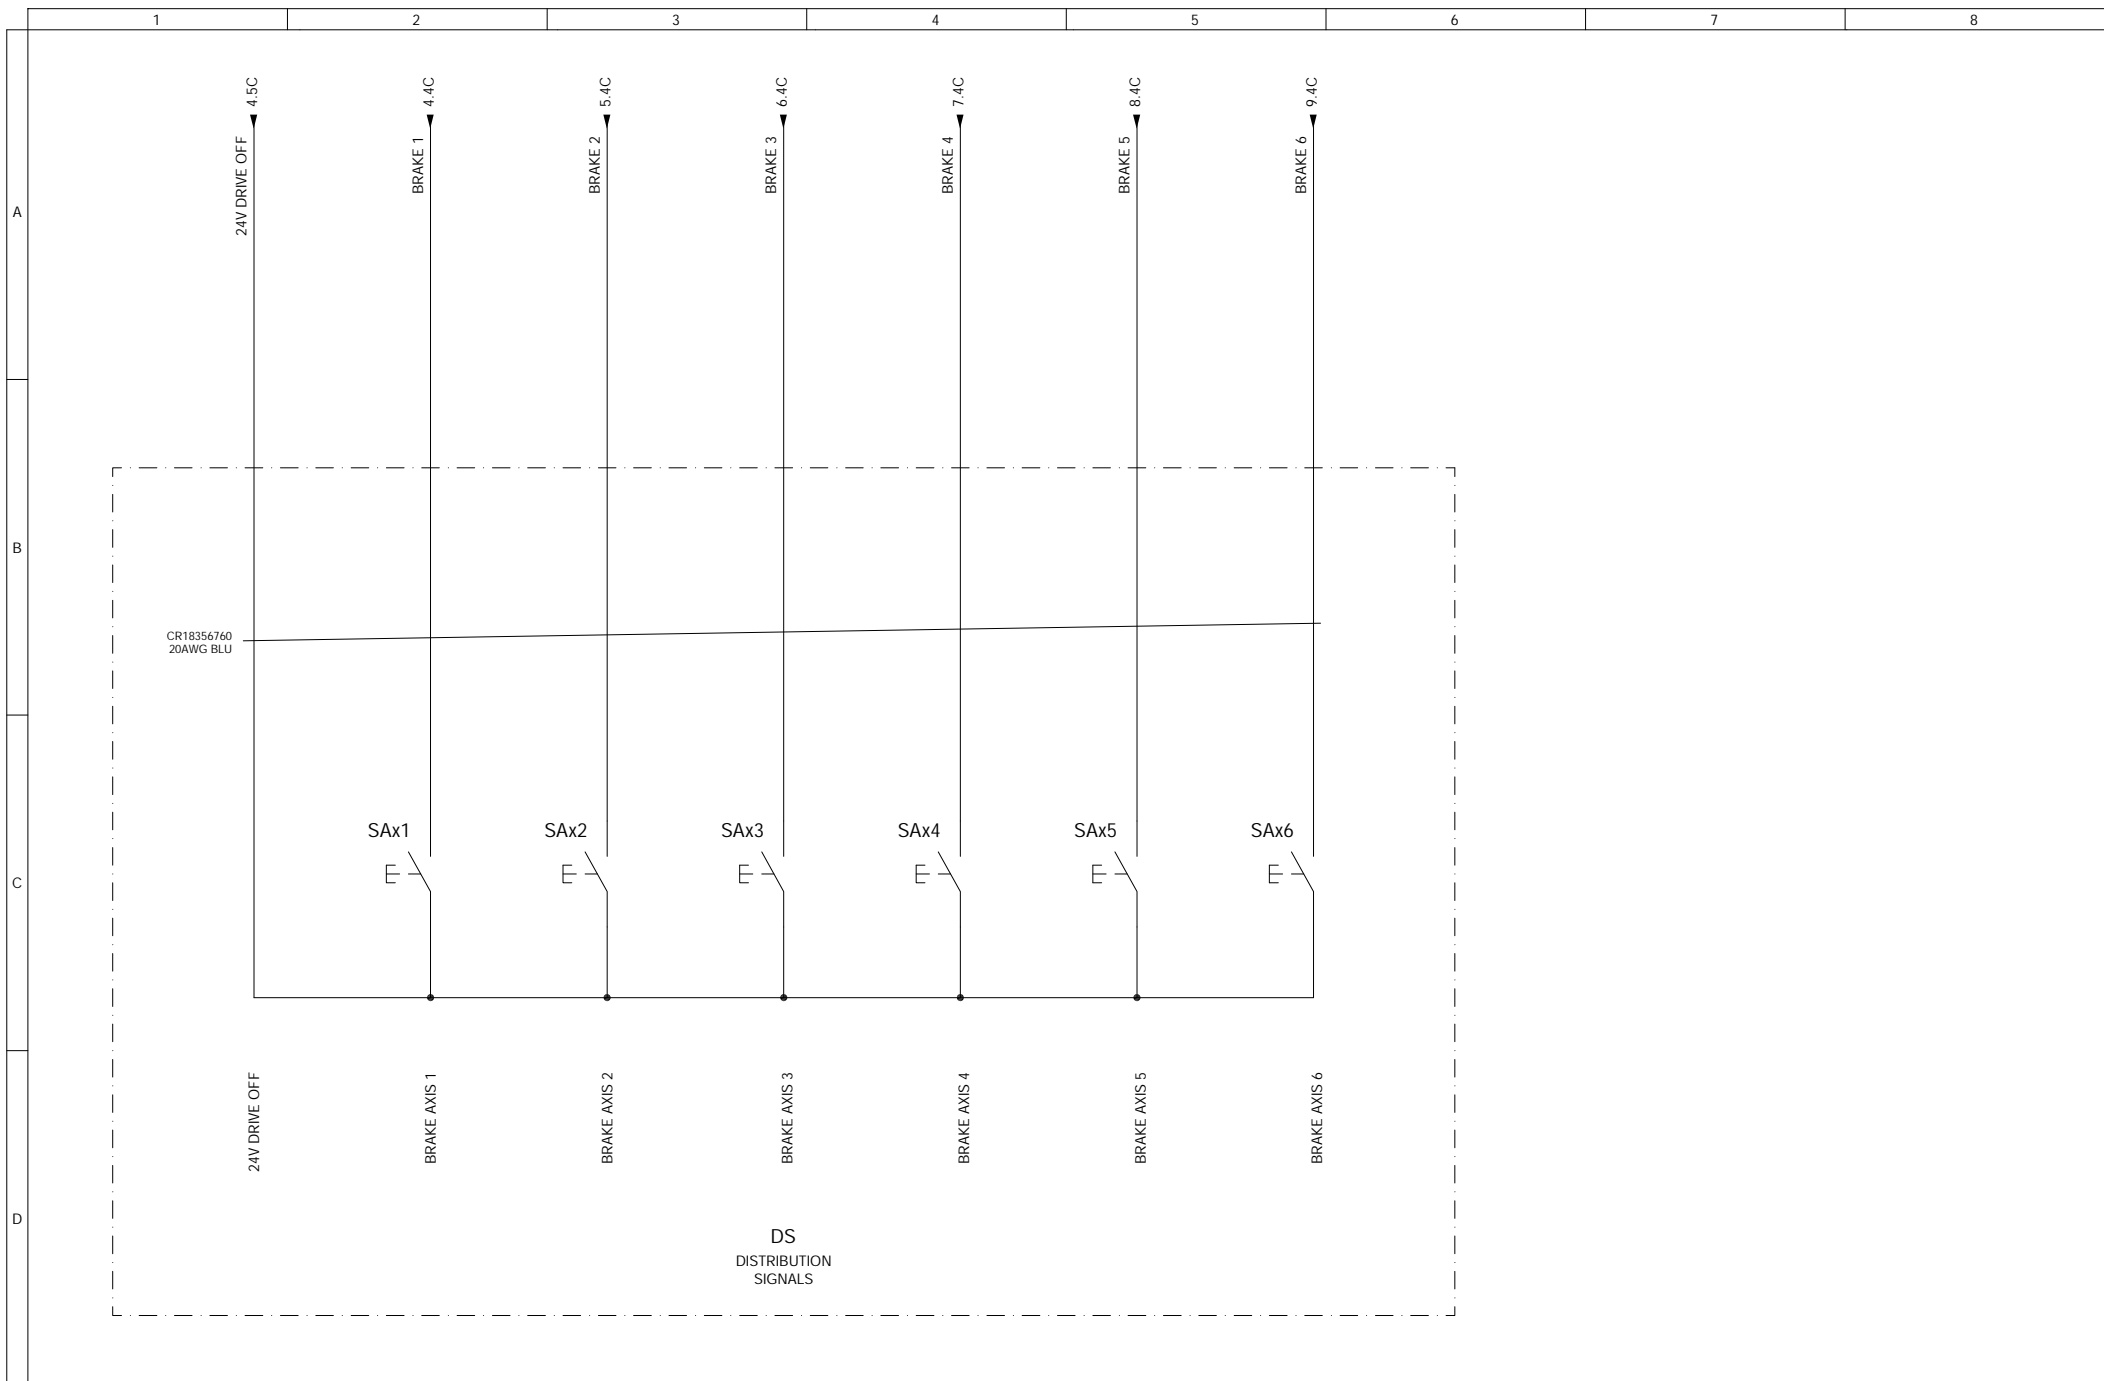 1 2 3 4 5 6 7 8
4.5C 4.4C 5.4C 6.4C 7.4C 8.4C 9.4C
24V DRIVE OFF
BRAKE 1
BRAKE 2
BRAKE 3
BRAKE 4
BRAKE 5
BRAKE 6
A
B
CR18356760
20AWG BLU
SAx1 SAx2 SAx3 SAx4 SAx5 SAx6
C
24V DRIVE OFF
BRAKE AXIS 1
BRAKE AXIS 2
BRAKE AXIS 3
BRAKE AXIS 4
BRAKE AXIS 5
BRAKE AXIS 6
D
DS
DISTRIBUTION
SIGNALS